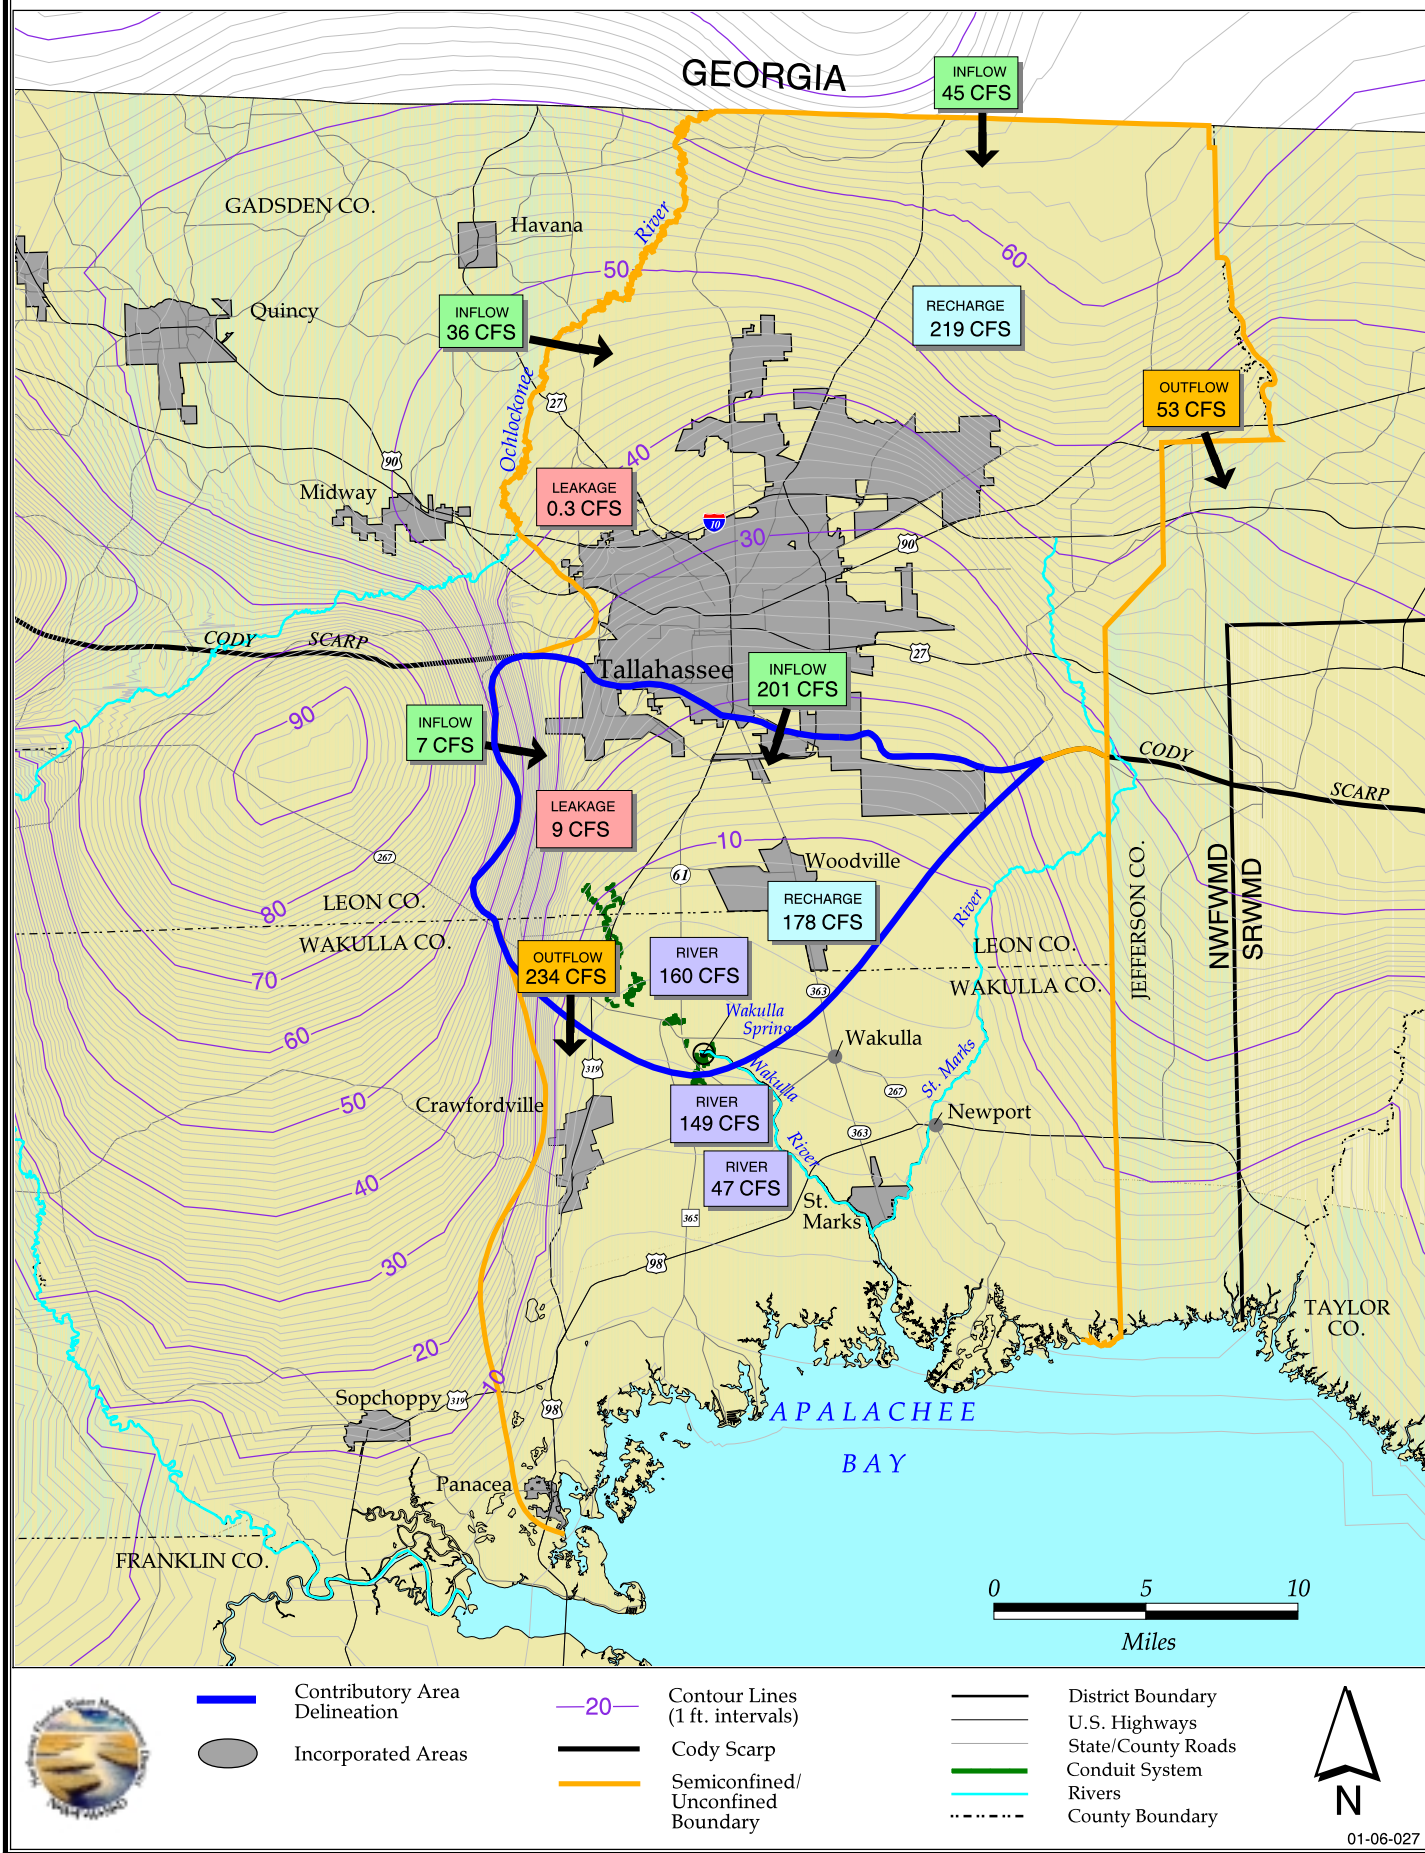 GEORGIA
INFLOW
45 CFS
GADSDEN CO.
Havana
River
50
60
Quincy
INFLOW
36 CFS
RECHARGE
219 CFS
Ochlockonee
27
OUTFLOW
53 CFS
90
40
Midway
LEAKAGE
0.3 CFS
10
30
90
CODY
SCARP
27
Tallahassee
INFLOW
201 CFS
90
INFLOW
7 CFS
CODY
SCARP
LEAKAGE
9 CFS
10
267
Woodville
61
80
LEON CO.
RECHARGE
178 CFS
River
JEFFERSON CO.
NWFWMD
SRWMD
WAKULLA CO.
LEON CO.
OUTFLOW
234 CFS
RIVER
160 CFS
70
363
WAKULLA CO.
Wakulla
Springs
60
Wakulla
319
Wakulla
267
St. Marks
50
Crawfordville
RIVER
149 CFS
Newport
363
River
RIVER
47 CFS
40
St.
Marks
365
30
98
TAYLOR
CO.
20
10
Sopchoppy
319
98
APALACHEE
BAY
Panacea
FRANKLIN CO.
0 5 10
Miles
Contributory Area
Delineation
Incorporated Areas
20
Contour Lines
(1 ft. intervals)
Cody Scarp
Semiconfined/
Unconfined
Boundary
District Boundary
U.S. Highways
State/County Roads
Conduit System
Rivers
County Boundary
N
01-06-027